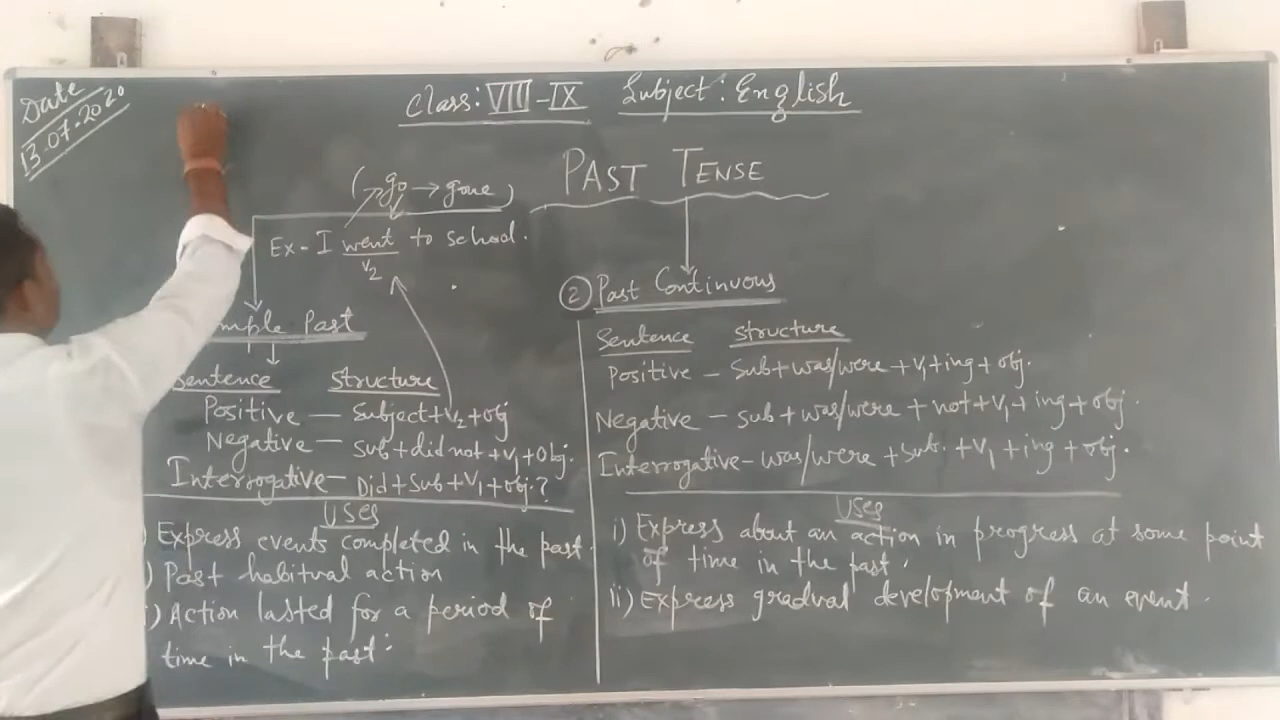 Date
13.07.2020
Class: VIII-IX Subject: English
PAST TENSE
(→go → gone)
Ex- I went to school.
V2
Past
Sentence Structure
Positive — Subject+V2+obj
Negative — Sub+did not+V1+Obj.
Interrogative— Did+Sub+V1+obj.?
USES
Express events completed in the past.
Past habitual action
Action lasted for a period of
time in the past.
② Past Continuous
Sentence Structure
Positive – Sub+was/were+V1+ing+obj.
Negative – sub+was/were+not+V1+ing+obj.
Interrogative- was/were+Sub.+V1+ing+obj.
USES
i) Express about an action in progress at some point
of time in the past.
ii) Express gradual development of an event.